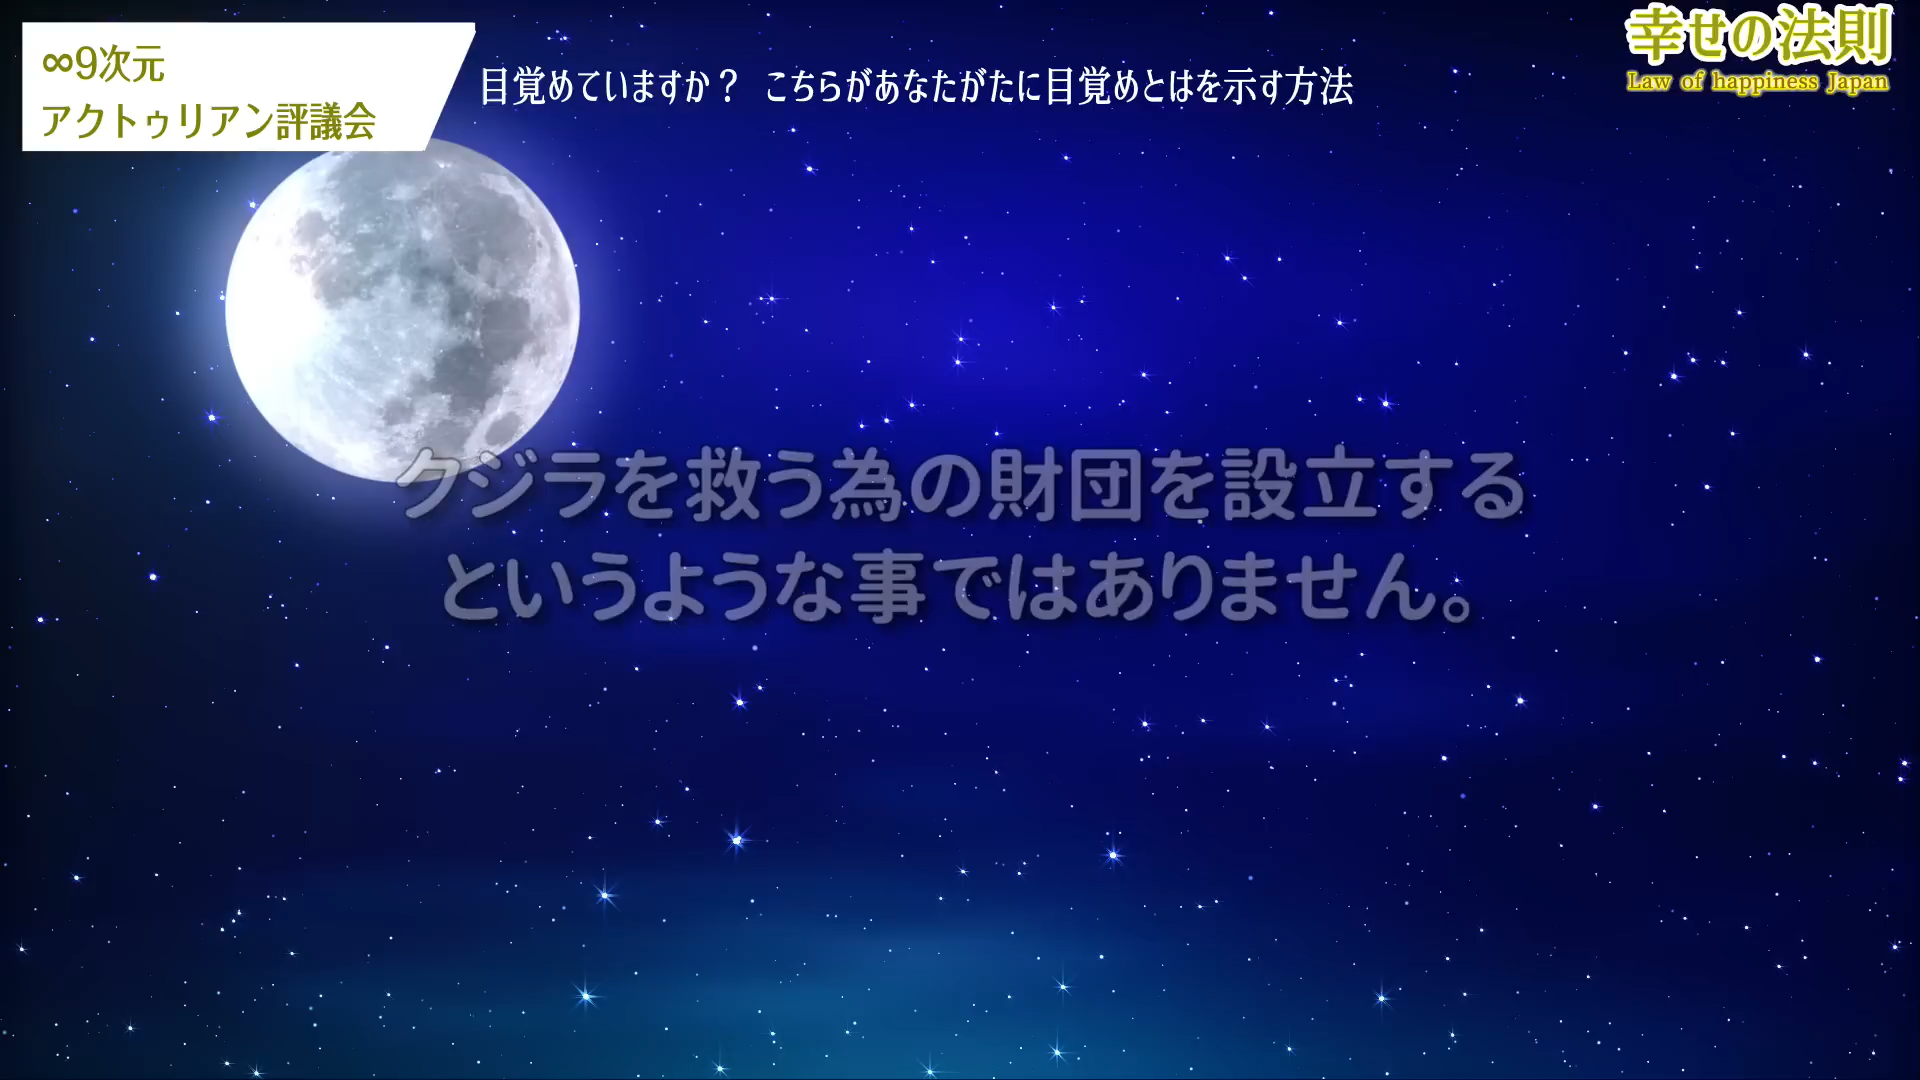 ∞9次元
アクトゥリアン評議会
目覚めていますか？ こちらがあなたがたに目覚めとはを示す方法
幸せの法則
Law of happiness Japan
クジラを救う為の財団を設立する
というような事ではありません。